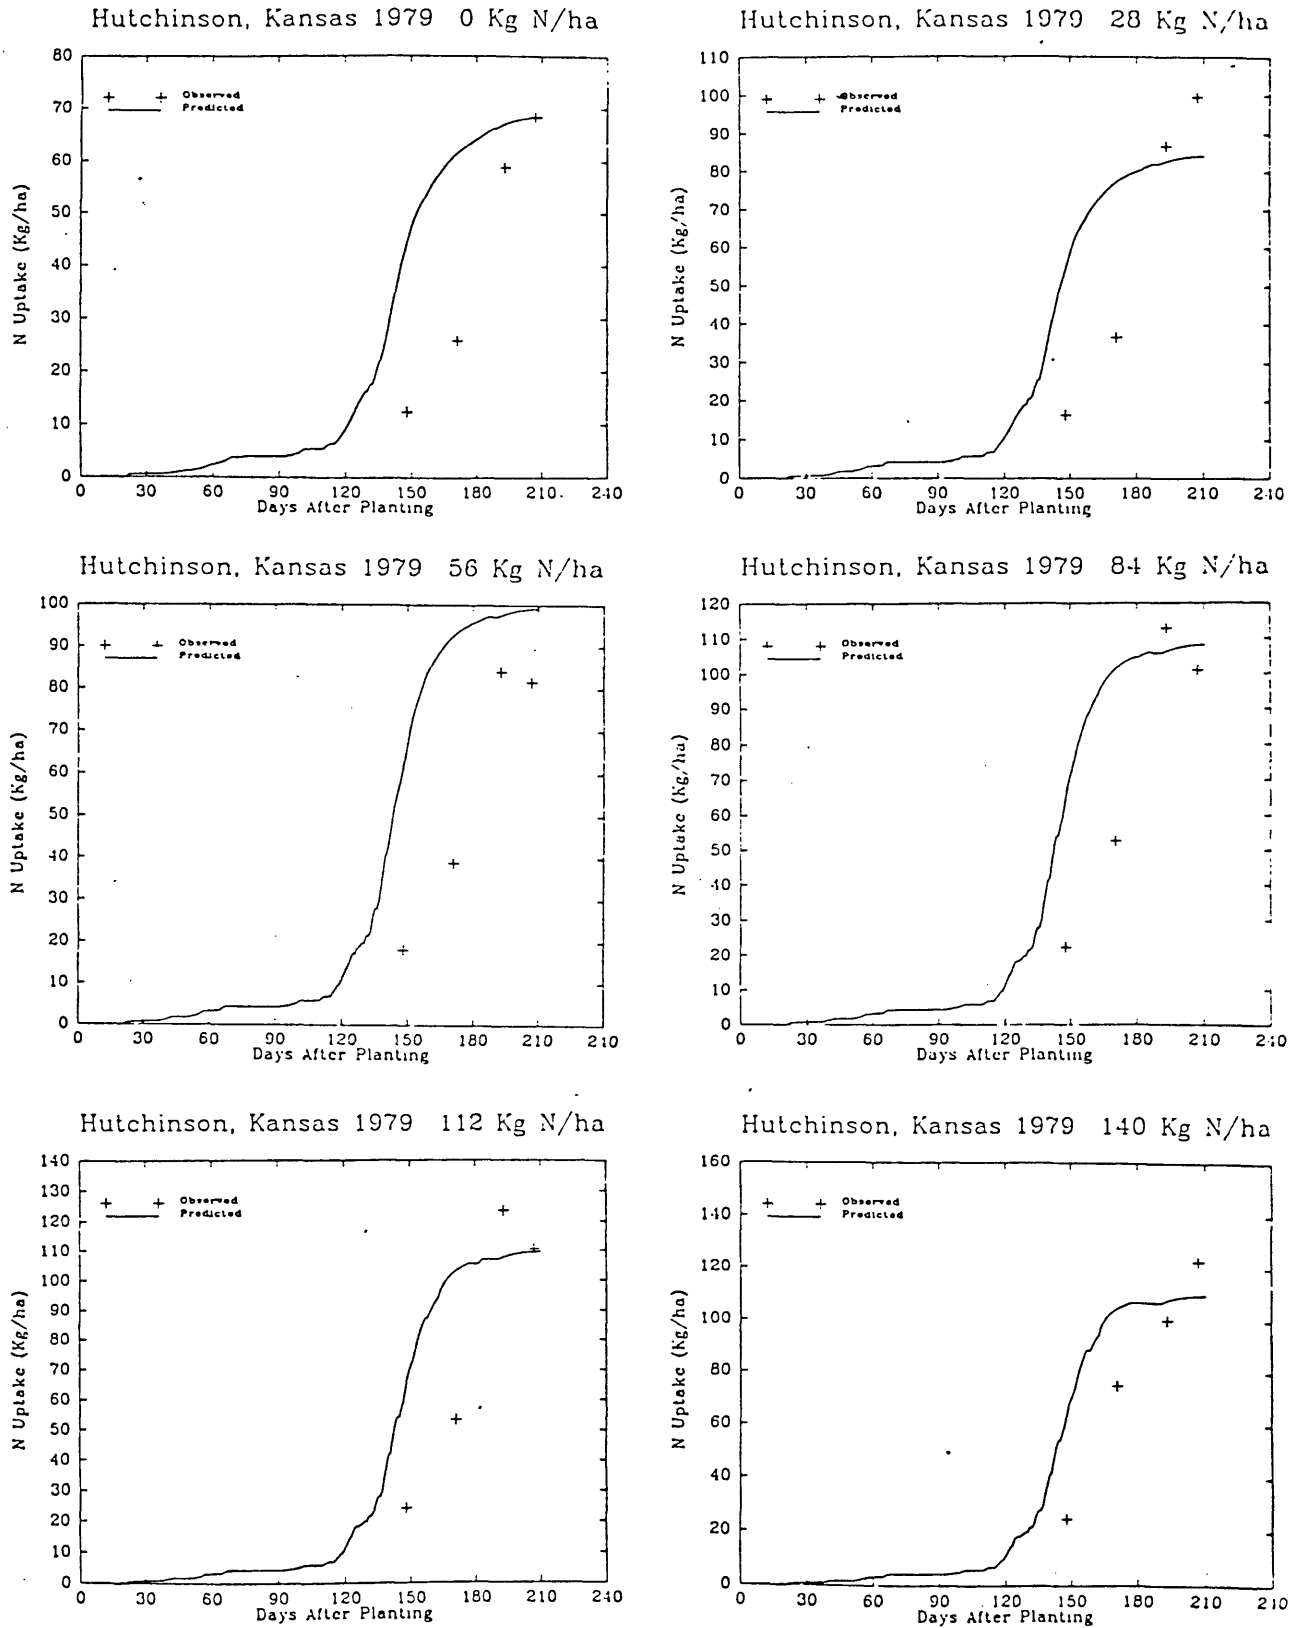 Hutchinson, Kansas 1979 0 Kg N/ha
80
70
60
50
40
30
20
10
0
N Uptake (Kg/ha)
+ + Observed
Predicted
0 30 60 90 120 150 180 210 240
Days After Planting
Hutchinson, Kansas 1979 28 Kg N/ha
110
100
90
80
70
60
50
40
30
20
10
0
N Uptake (Kg/ha)
+ + Observed
Predicted
0 30 60 90 120 150 180 210 240
Days After Planting
Hutchinson, Kansas 1979 56 Kg N/ha
100
90
80
70
60
50
40
30
20
10
0
N Uptake (Kg/ha)
+ + Observed
Predicted
0 30 60 90 120 150 180 210 240
Days After Planting
Hutchinson, Kansas 1979 84 Kg N/ha
120
110
100
90
80
70
60
50
40
30
20
10
0
N Uptake (Kg/ha)
+ + Observed
Predicted
0 30 60 90 120 150 180 210 240
Days After Planting
Hutchinson, Kansas 1979 112 Kg N/ha
140
130
120
110
100
90
80
70
60
50
40
30
20
10
0
N Uptake (Kg/ha)
+ + Observed
Predicted
0 30 60 90 120 150 180 210 240
Days After Planting
Hutchinson, Kansas 1979 140 Kg N/ha
160
140
120
100
80
60
40
20
0
N Uptake (Kg/ha)
+ + Observed
Predicted
0 30 60 90 120 150 180 210 240
Days After Planting